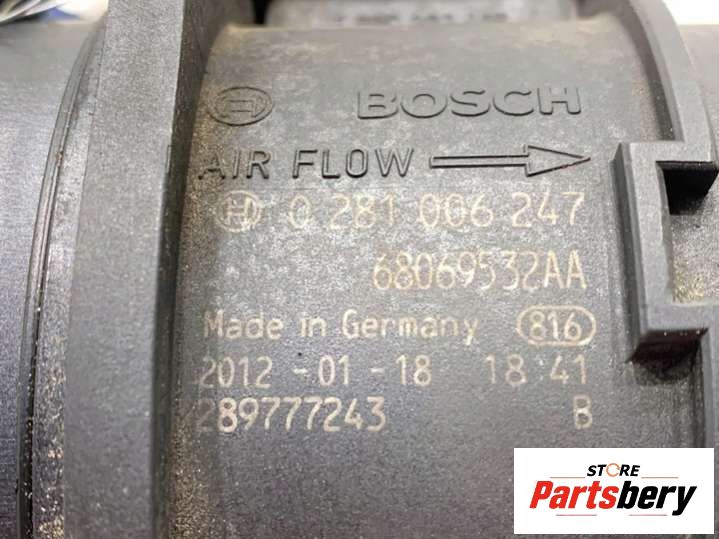 BOSCH
AIR FLOW
0 281 006 247
68069532AA
Made in Germany 816
2012 - 01 - 18 18 41
289777243 B
STORE
Partsbery